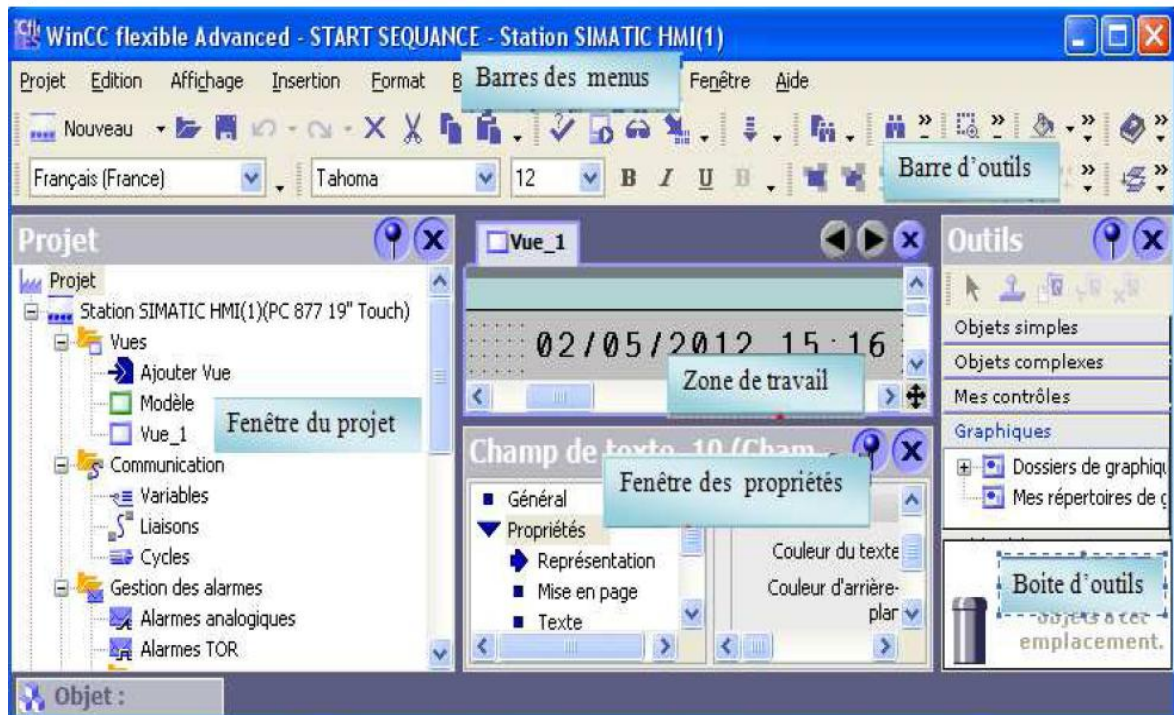 WinCC flexible Advanced - START SEQUANCE - Station SIMATIC HMI(1)
Projet Edition Affichage Insertion Format Barres des menus Fenêtre Aide
Nouveau
Français (France) Tahoma 12 B I U B Barre d'outils
Projet
Projet
Station SIMATIC HMI(1)(PC 877 19" Touch)
Vues
Ajouter Vue
Modèle
Vue_1
Fenêtre du projet
Communication
Variables
Liaisons
Cycles
Gestion des alarmes
Alarmes analogiques
Alarmes TOR
Vue_1
02/05/2012 15:16
Zone de travail
Champ de texte_10 (Cham
Fenêtre des propriétés
Général
Propriétés
Représentation
Mise en page
Texte
Couleur du texte
Couleur d'arrière-
plan
Outils
Objets simples
Objets complexes
Mes contrôles
Graphiques
Dossiers de graphiqu
Mes répertoires de g
Boite d'outils
emplacement.
Objet :